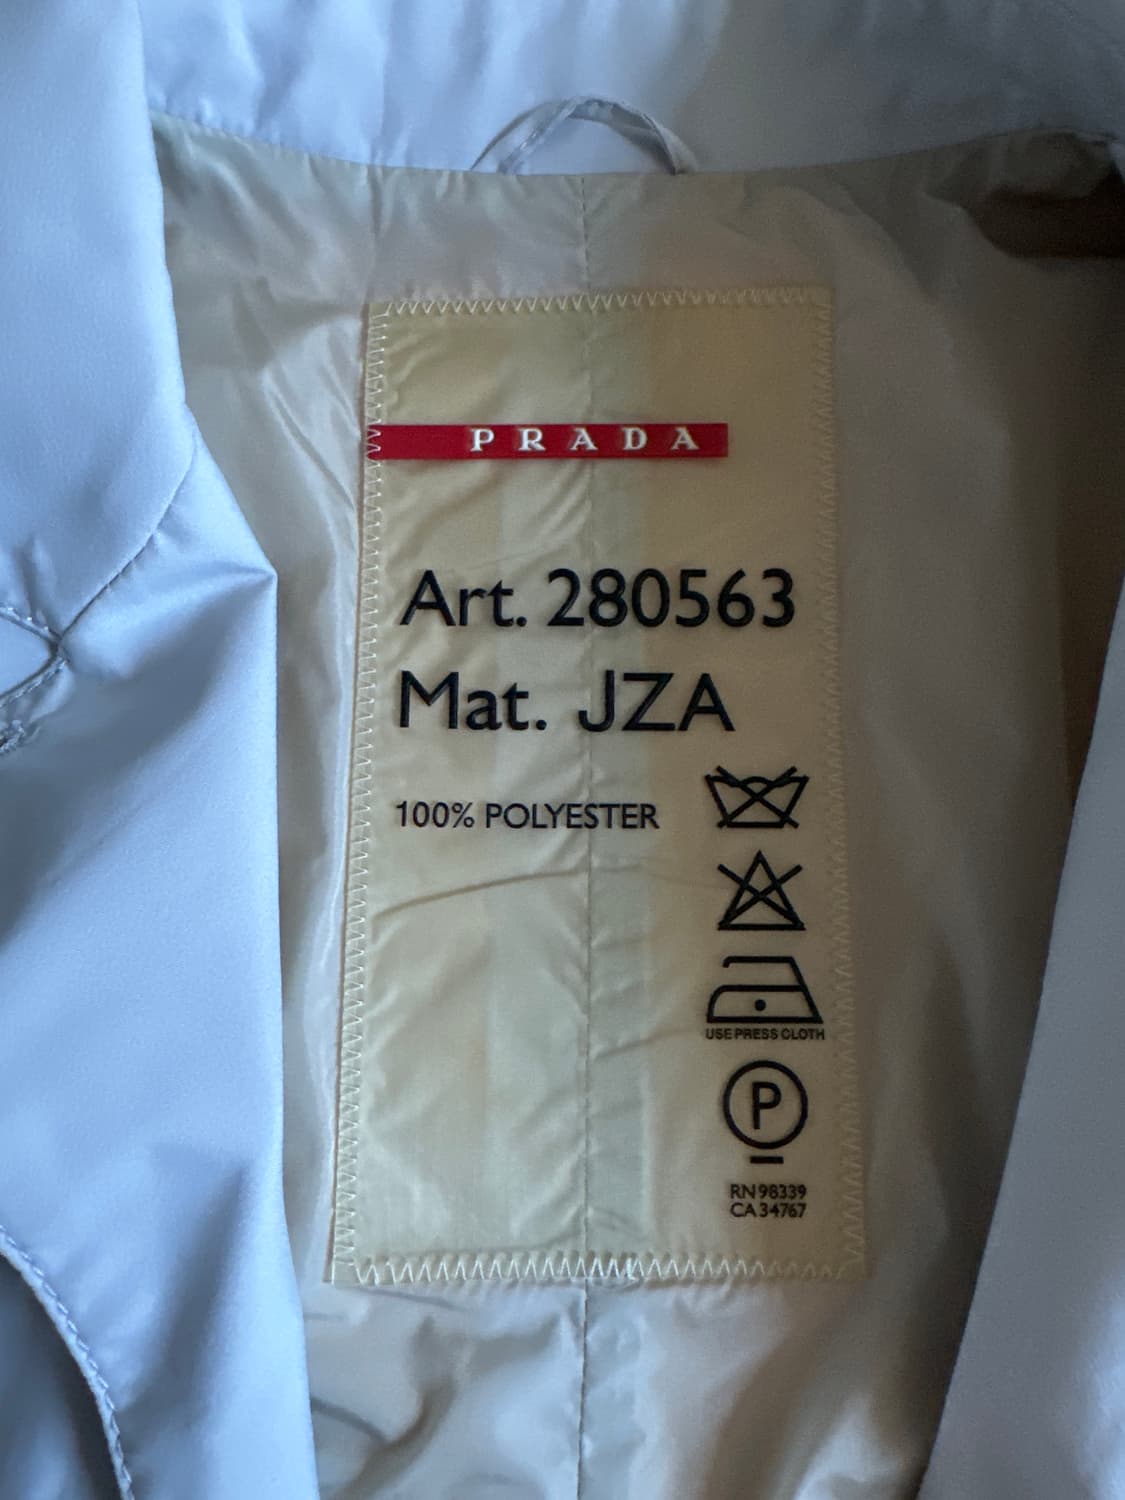 PRADA
Art. 280563
Mat. JZA
100% POLYESTER
USE PRESS CLOTH
P
RN 98339
CA 34767